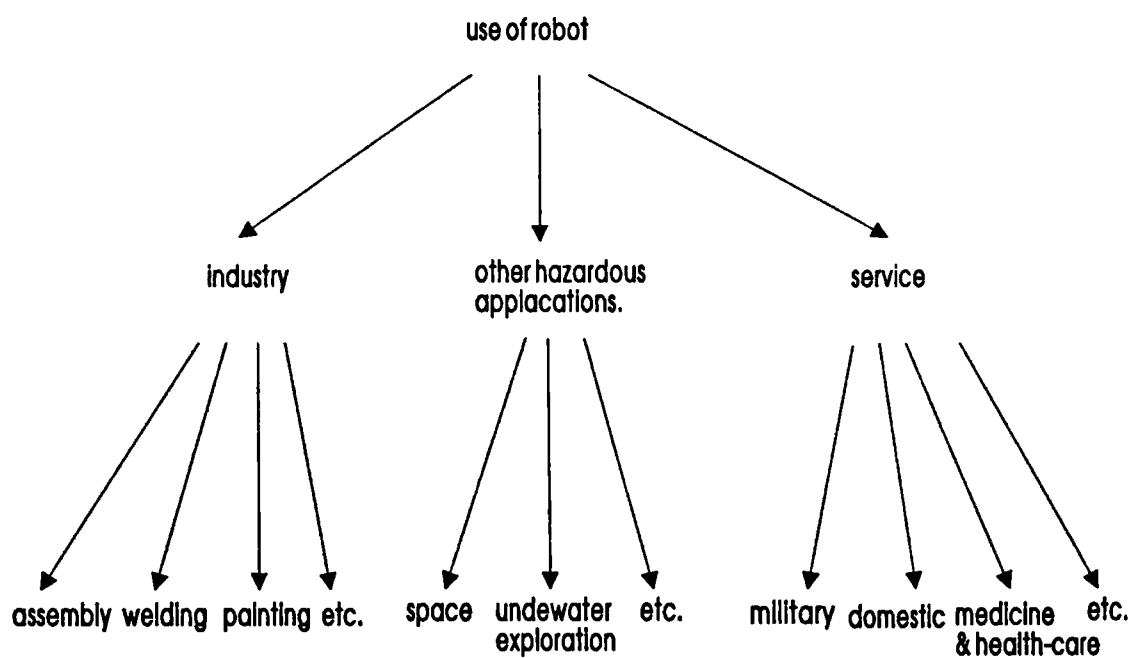 use of robot
industry
other hazardous
applacations.
service
assembly welding painting etc.
space undewater etc.
exploration
military domestic medicine etc.
& health-care